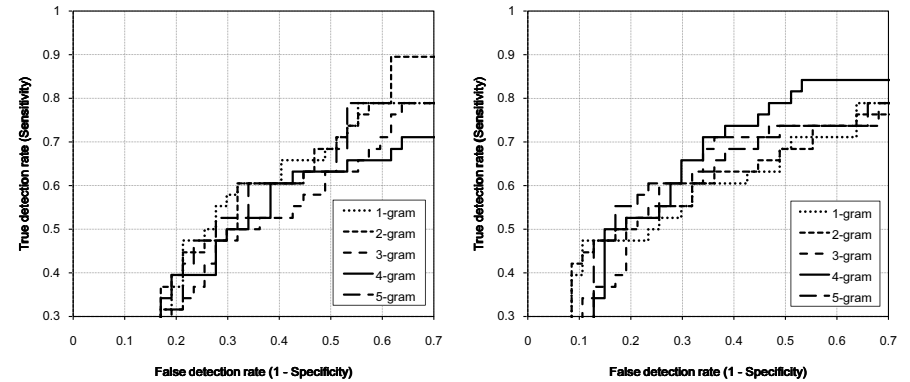 True detection rate (Sensitivity)
1
0.9
0.8
0.7
0.6
0.5
0.4
0.3
0
0.1
0.2
0.3
0.4
0.5
0.6
0.7
False detection rate (1 - Specificity)
1-gram
2-gram
3-gram
4-gram
5-gram
True detection rate (Sensitivity)
1
0.9
0.8
0.7
0.6
0.5
0.4
0.3
0
0.1
0.2
0.3
0.4
0.5
0.6
0.7
False detection rate (1 - Specificity)
1-gram
2-gram
3-gram
4-gram
5-gram